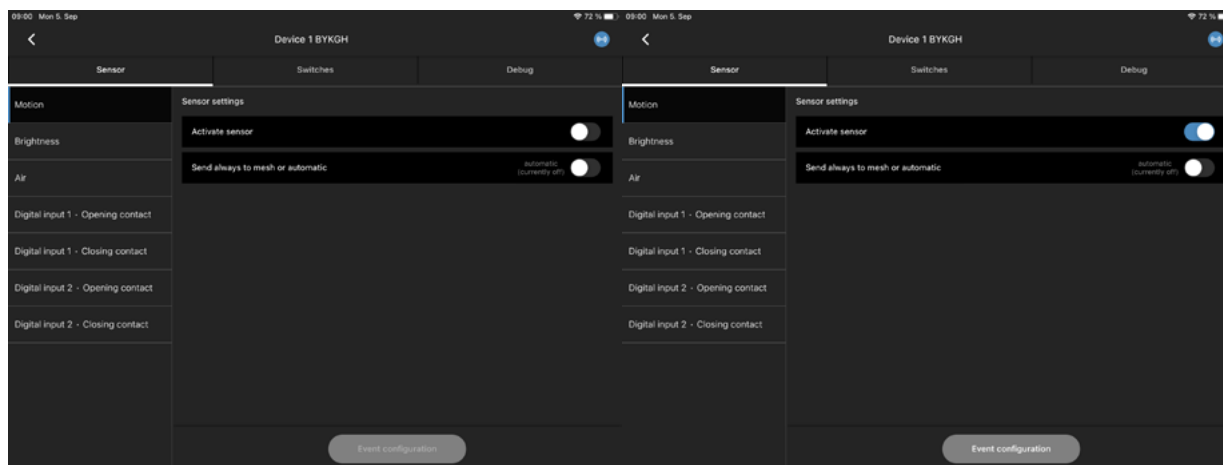 09:00 Mon 5. Sep
72 %
Device 1 BYKGH
Sensor
Switches
Debug
Motion
Brightness
Air
Digital input 1 - Opening contact
Digital input 1 - Closing contact
Digital input 2 - Opening contact
Digital input 2 - Closing contact
Sensor settings
Activate sensor
Send always to mesh or automatic
automatic
(currently off)
Event configuration
09:00 Mon 5. Sep
72 %
Device 1 BYKGH
Sensor
Switches
Debug
Motion
Brightness
Air
Digital input 1 - Opening contact
Digital input 1 - Closing contact
Digital input 2 - Opening contact
Digital input 2 - Closing contact
Sensor settings
Activate sensor
Send always to mesh or automatic
automatic
(currently off)
Event configuration